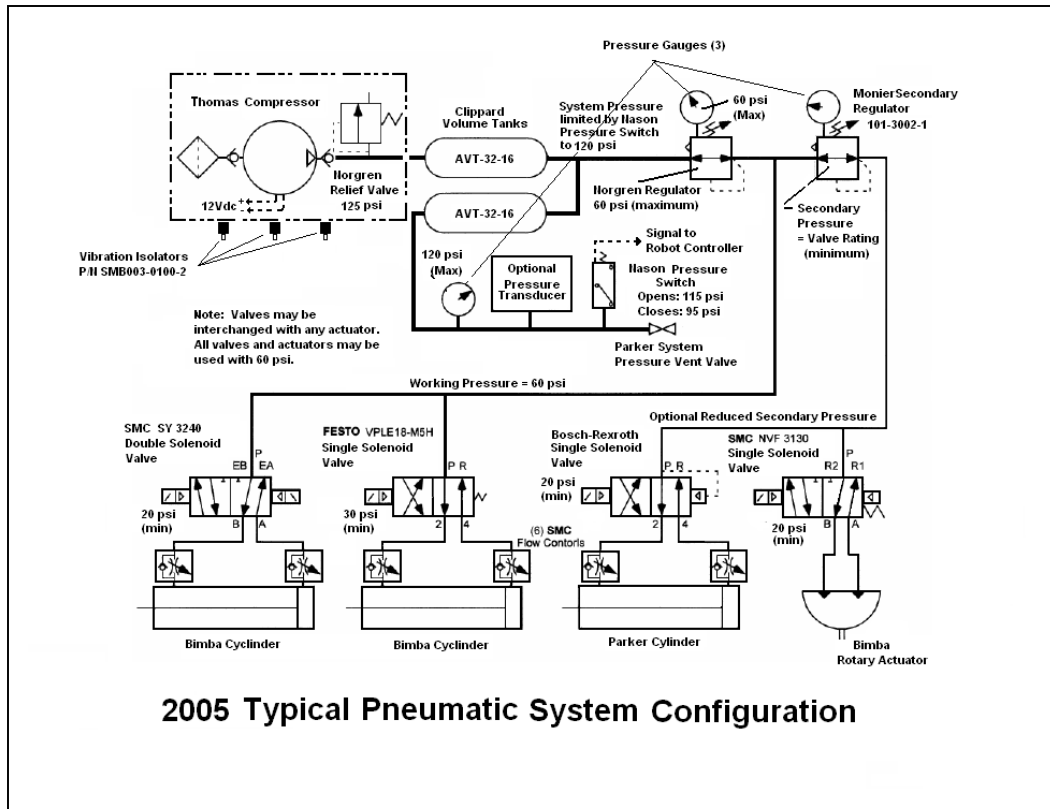 Pressure Gauges (3)
Thomas Compressor
Clippard
Volume Tanks
System Pressure
limited by Nason
Pressure Switch
to 120 psi
60 psi
(Max)
MonierSecondary
Regulator
101-3002-1
AVT-32-16
Norgren
Relief Valve
125 psi
12Vdc
+
-
AVT-32-16
Norgren Regulator
60 psi (maximum)
Secondary
Pressure
= Valve Rating
(minimum)
Vibration Isolators
P/N SMB003-0100-2
120 psi
(Max)
Optional
Pressure
Transducer
Signal to
Robot Controller
Nason Pressure
Switch
Opens: 115 psi
Closes: 95 psi
Note: Valves may be
interchanged with any actuator.
All valves and actuators may be
used with 60 psi.
Parker System
Pressure Vent Valve
Working Pressure = 60 psi
Optional Reduced Secondary Pressure
SMC SY 3240
Double Solenoid
Valve
P
EB EA
20 psi
(min)
B A
FESTO VPLE18-M5H
Single Solenoid
Valve
P R
30 psi
(min)
2 4
(6) SMC
Flow Contorls
Bosch-Rexroth
Single Solenoid
Valve
P R
20 psi
(min)
2 4
SMC NVF 3130
Single Solenoid
Valve
P
R2 R1
20 psi
(min)
B A
Bimba Cyclinder
Bimba Cyclinder
Parker Cylinder
Bimba
Rotary Actuator
2005 Typical Pneumatic System Configuration